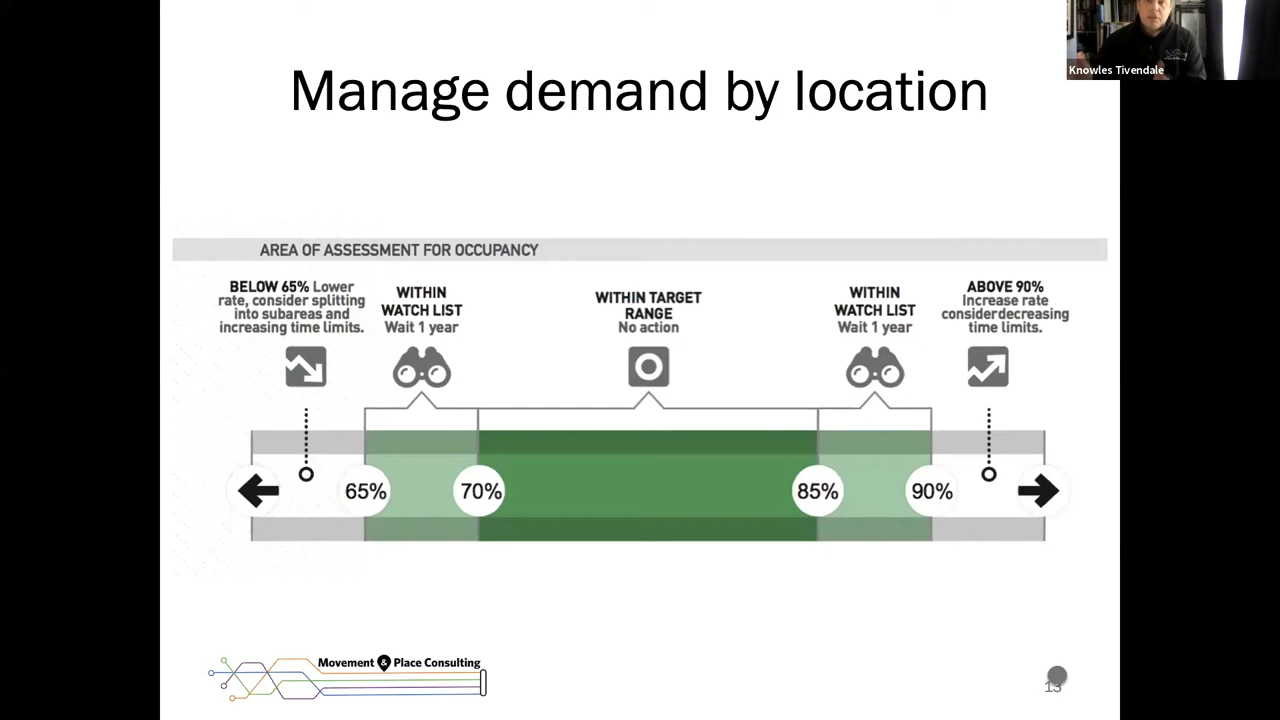 Knowles Tivendale
Manage demand by location
AREA OF ASSESSMENT FOR OCCUPANCY
BELOW 65% Lower
rate, consider splitting
into subareas and
increasing time limits.
WITHIN
WATCH LIST
Wait 1 year
WITHIN TARGET
RANGE
No action
WITHIN
WATCH LIST
Wait 1 year
ABOVE 90%
Increase rate
considerdecreasing
time limits.
65%
70%
85%
90%
Movement & Place Consulting
13